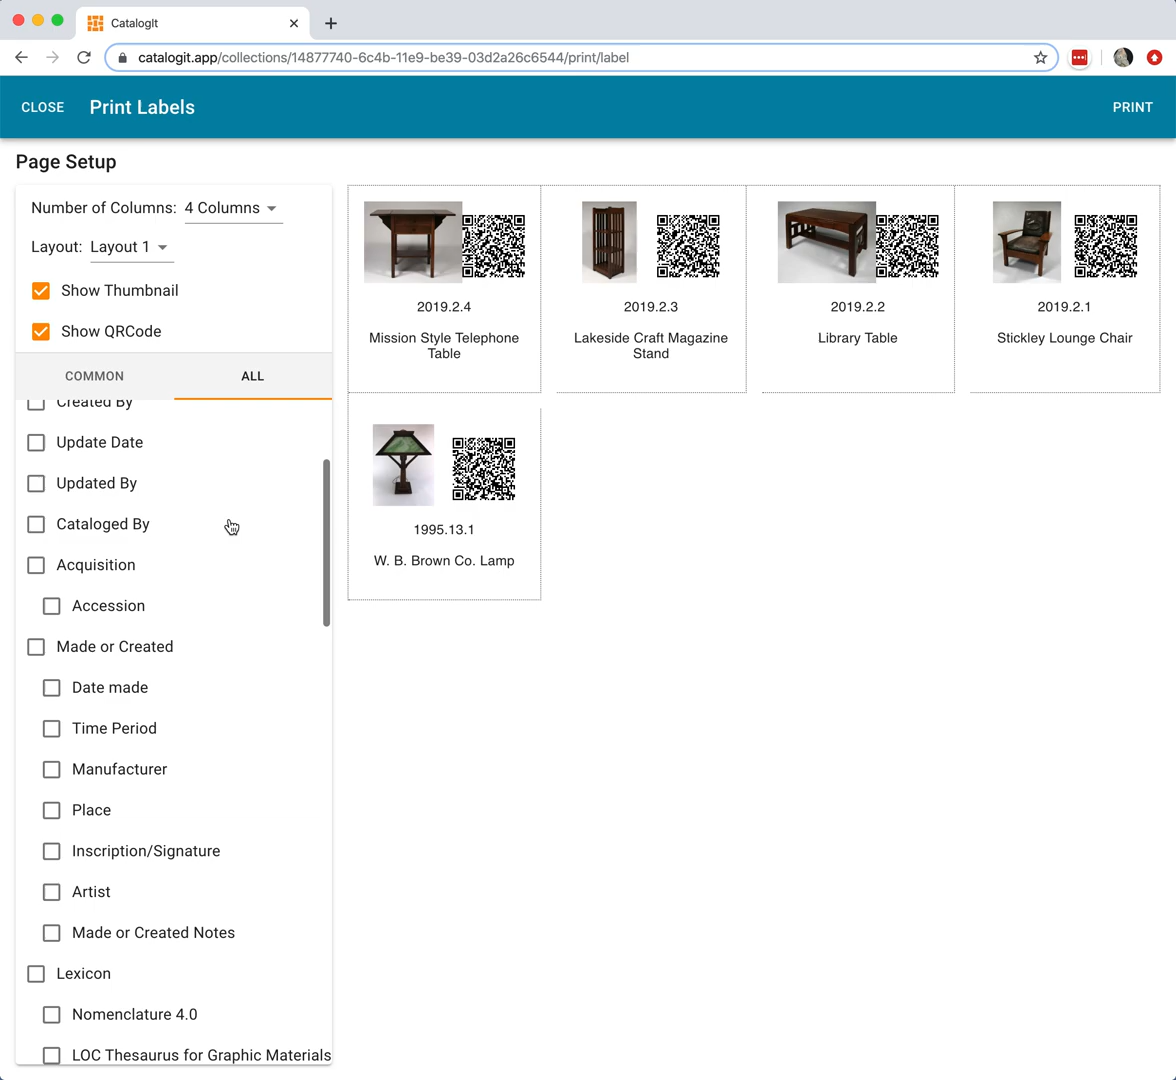 CatalogIt
catalogit.app/collections/14877740-6c4b-11e9-be39-03d2a26c6544/print/label
CLOSE Print Labels PRINT
Page Setup
Number of Columns: 4 Columns
Layout: Layout 1
Show Thumbnail
Show QRCode
COMMON ALL
Created By
Update Date
Updated By
Cataloged By
Acquisition
Accession
Made or Created
Date made
Time Period
Manufacturer
Place
Inscription/Signature
Artist
Made or Created Notes
Lexicon
Nomenclature 4.0
LOC Thesaurus for Graphic Materials
2019.2.4
Mission Style Telephone
Table
2019.2.3
Lakeside Craft Magazine
Stand
2019.2.2
Library Table
2019.2.1
Stickley Lounge Chair
1995.13.1
W. B. Brown Co. Lamp